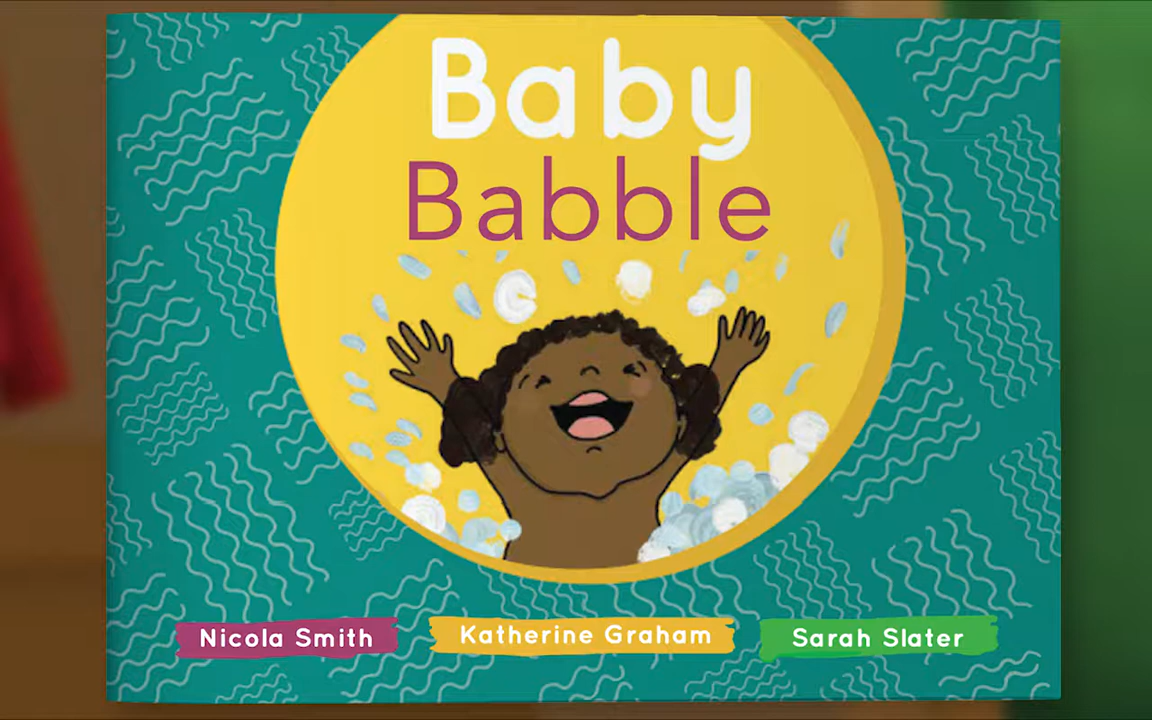 Baby
Babble
Nicola Smith
Katherine Graham
Sarah Slater